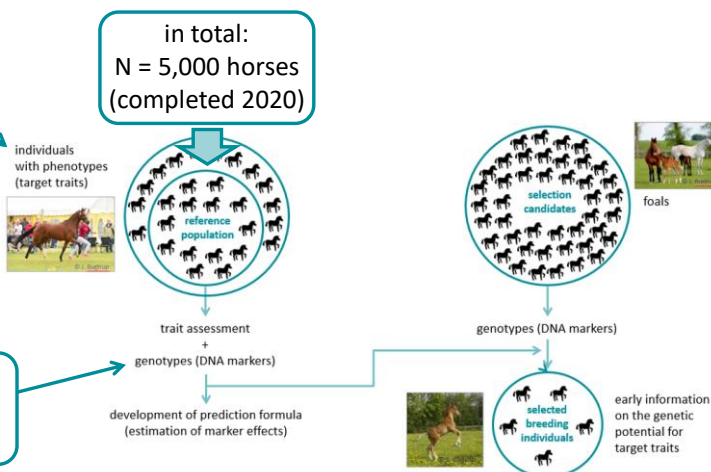 in total:
N = 5,000 horses
(completed 2020)
individuals
with phenotypes
(target traits)
reference
population
trait assessment
+
genotypes (DNA markers)
development of prediction formula
(estimation of marker effects)
selection
candidates
foals
genotypes (DNA markers)
selected
breeding
individuals
early information
on the genetic
potential for
target traits